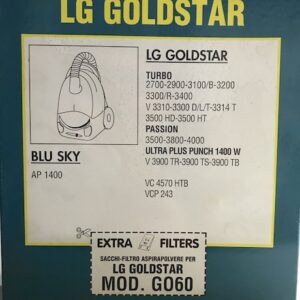 LG GOLDSTAR
LG GOLDSTAR
TURBO
2700-2900-3100/B-3200
3300/R-3400
V 3310-3300 D/L/T-3314 T
3500 HD-3500 HT
PASSION
3500-3800-4000
ULTRA PLUS PUNCH 1400 W
V 3900 TR-3900 TS-3900 TB
VC 4570 HTB
VCP 243
BLU SKY
AP 1400
EXTRA FILTERS
SACCHI-FILTRO ASPIRAPOLVERE PER
LG GOLDSTAR
MOD. GO60